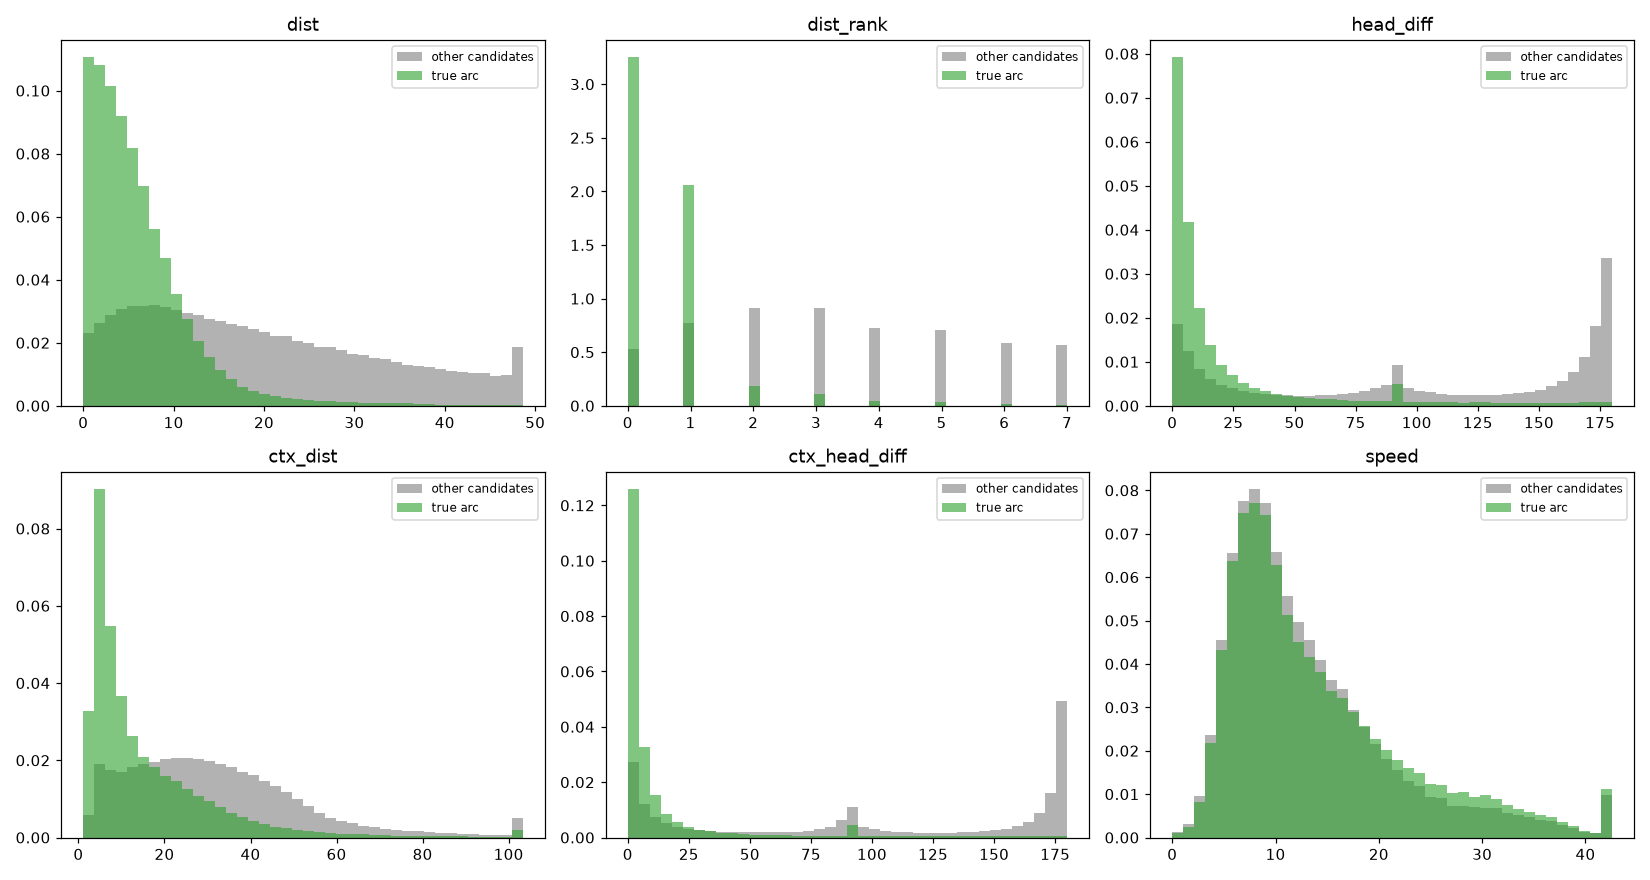 dist
other candidates
true arc
0.10
0.08
0.06
0.04
0.02
0.00
0 10 20 30 40 50
dist_rank
other candidates
true arc
3.0
2.5
2.0
1.5
1.0
0.5
0.0
0 1 2 3 4 5 6 7
head_diff
other candidates
true arc
0.08
0.07
0.06
0.05
0.04
0.03
0.02
0.01
0.00
0 25 50 75 100 125 150 175
ctx_dist
other candidates
true arc
0.08
0.06
0.04
0.02
0.00
0 20 40 60 80 100
ctx_head_diff
other candidates
true arc
0.12
0.10
0.08
0.06
0.04
0.02
0.00
0 25 50 75 100 125 150 175
speed
other candidates
true arc
0.08
0.07
0.06
0.05
0.04
0.03
0.02
0.01
0.00
0 10 20 30 40